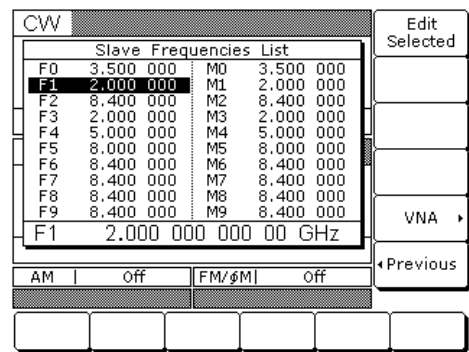 CW
Edit
Selected
Slave Frequencies List
F0 3.500 000 M0 3.500 000
F1 2.000 000 M1 2.000 000
F2 8.400 000 M2 8.400 000
F3 2.000 000 M3 2.000 000
F4 5.000 000 M4 5.000 000
F5 8.000 000 M5 8.000 000
F6 8.400 000 M6 8.400 000
F7 8.400 000 M7 8.400 000
F8 8.400 000 M8 8.400 000
F9 8.400 000 M9 8.400 000
F1 2.000 000 000 00 GHz
VNA
Previous
AM | Off FM/ϕM| Off